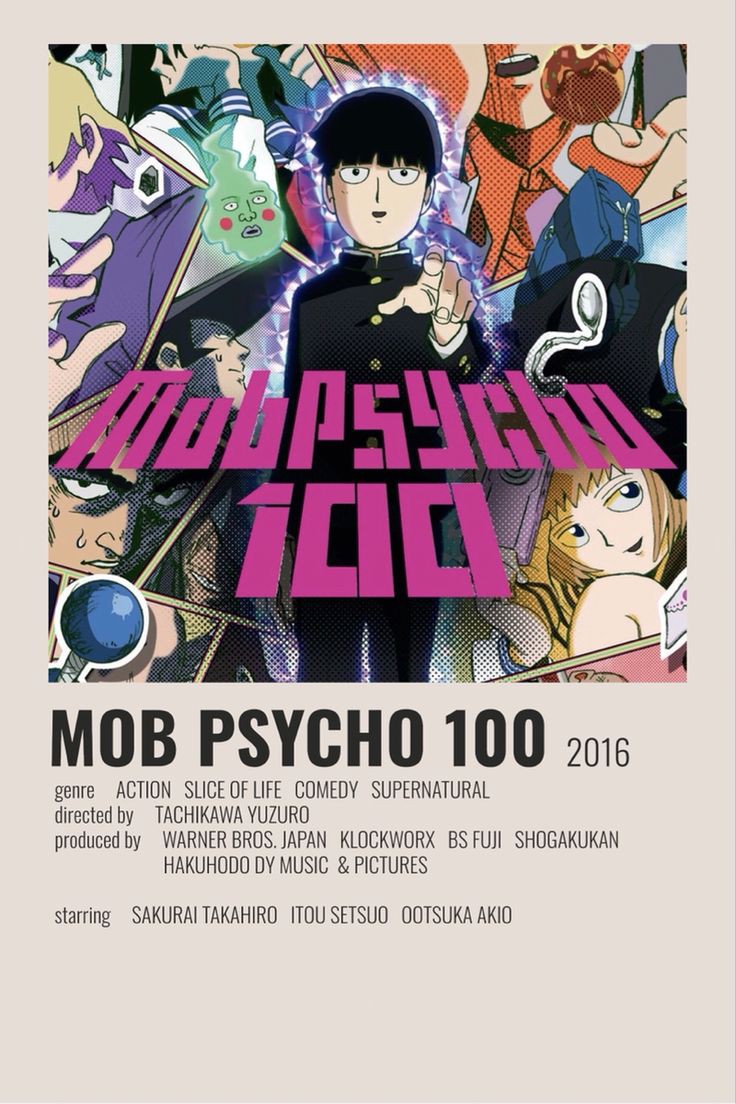 Mob Psycho
100
MOB PSYCHO 100 2016
genre ACTION SLICE OF LIFE COMEDY SUPERNATURAL
directed by TACHIKAWA YUZURO
produced by WARNER BROS. JAPAN KLOCKWORX BS FUJI SHOGAKUKAN
HAKUHODO DY MUSIC & PICTURES
starring SAKURAI TAKAHIRO ITOU SETSUO OOTSUKA AKIO